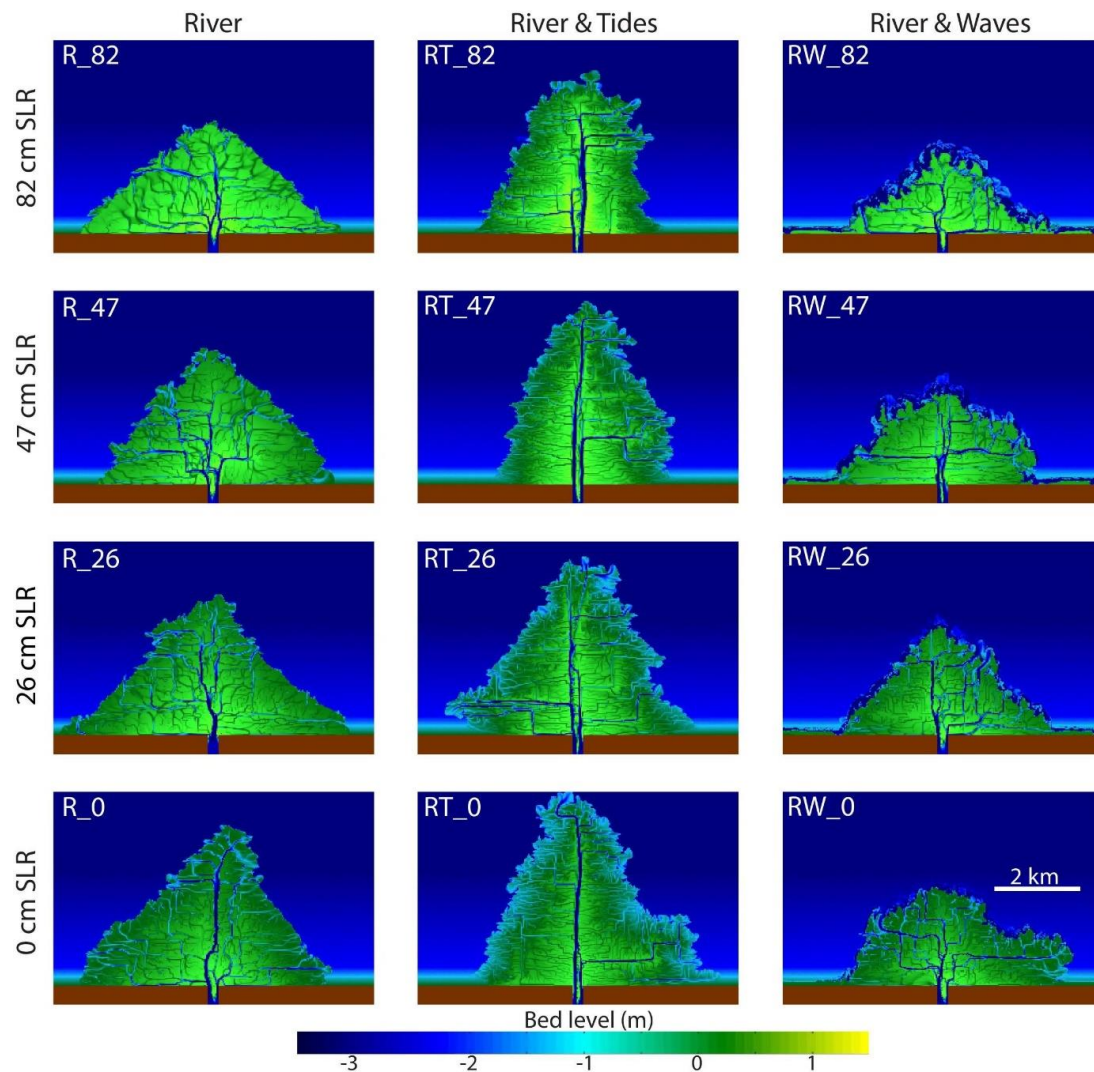 River River & Tides River & Waves
82 cm SLR
R_82 RT_82 RW_82
47 cm SLR
R_47 RT_47 RW_47
26 cm SLR
R_26 RT_26 RW_26
0 cm SLR
R_0 RT_0 RW_0
2 km
Bed level (m)
-3 -2 -1 0 1